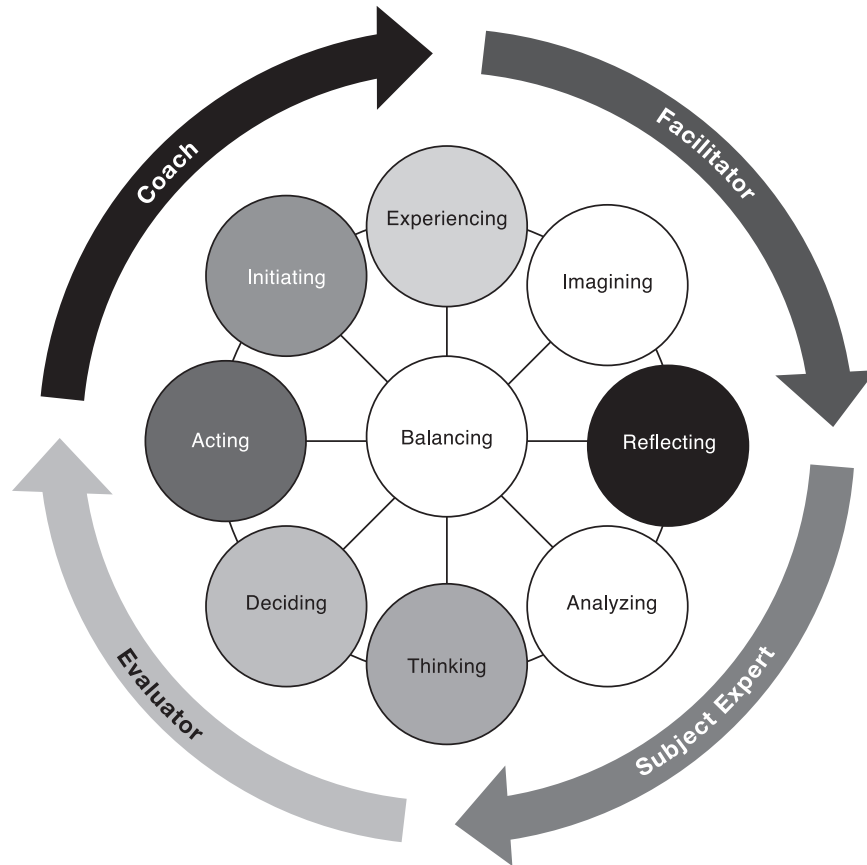 Coach
Facilitator
Experiencing
Initiating
Imagining
Acting
Balancing
Reflecting
Deciding
Analyzing
Thinking
Evaluator
Subject Expert